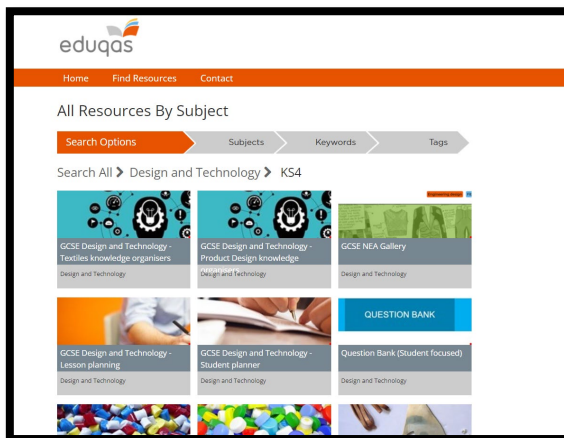 eduqas
Home Find Resources Contact
All Resources By Subject
Search Options Subjects Keywords Tags
Search All > Design and Technology > KS4
GCSE Design and Technology -
Textiles knowledge organisers
Design and Technology
GCSE Design and Technology -
Product Design knowledge
organisers
Design and Technology
GCSE NEA Gallery
Design and Technology
GCSE Design and Technology -
Lesson planning
Design and Technology
GCSE Design and Technology -
Student planner
Design and Technology
QUESTION BANK
Question Bank (Student focused)
Design and Technology